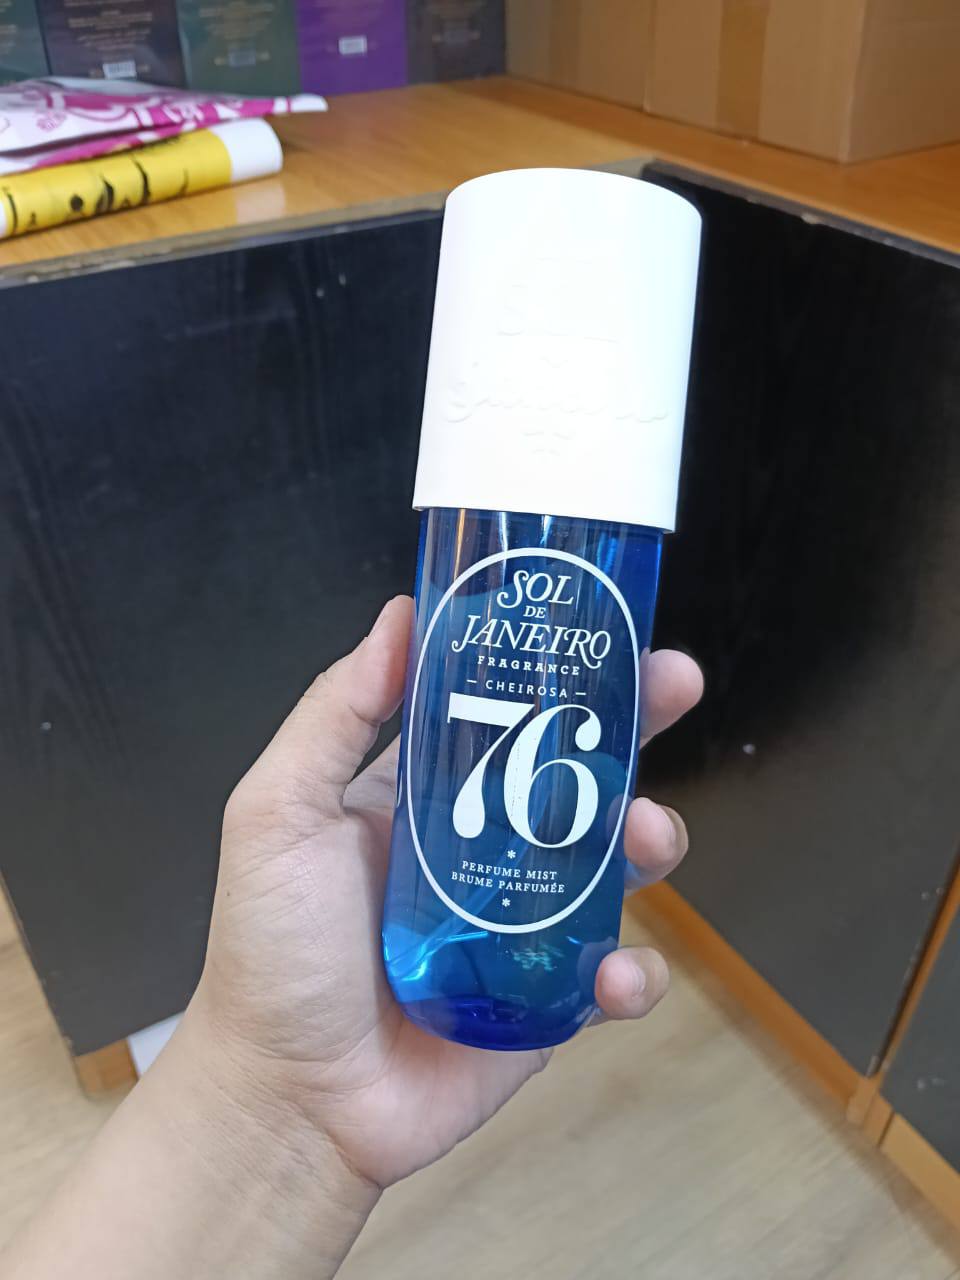 SOL
DE
JANEIRO
FRAGRANCE
— CHEIROSA —
76
*
PERFUME MIST
BRUME PARFUMÉE
*